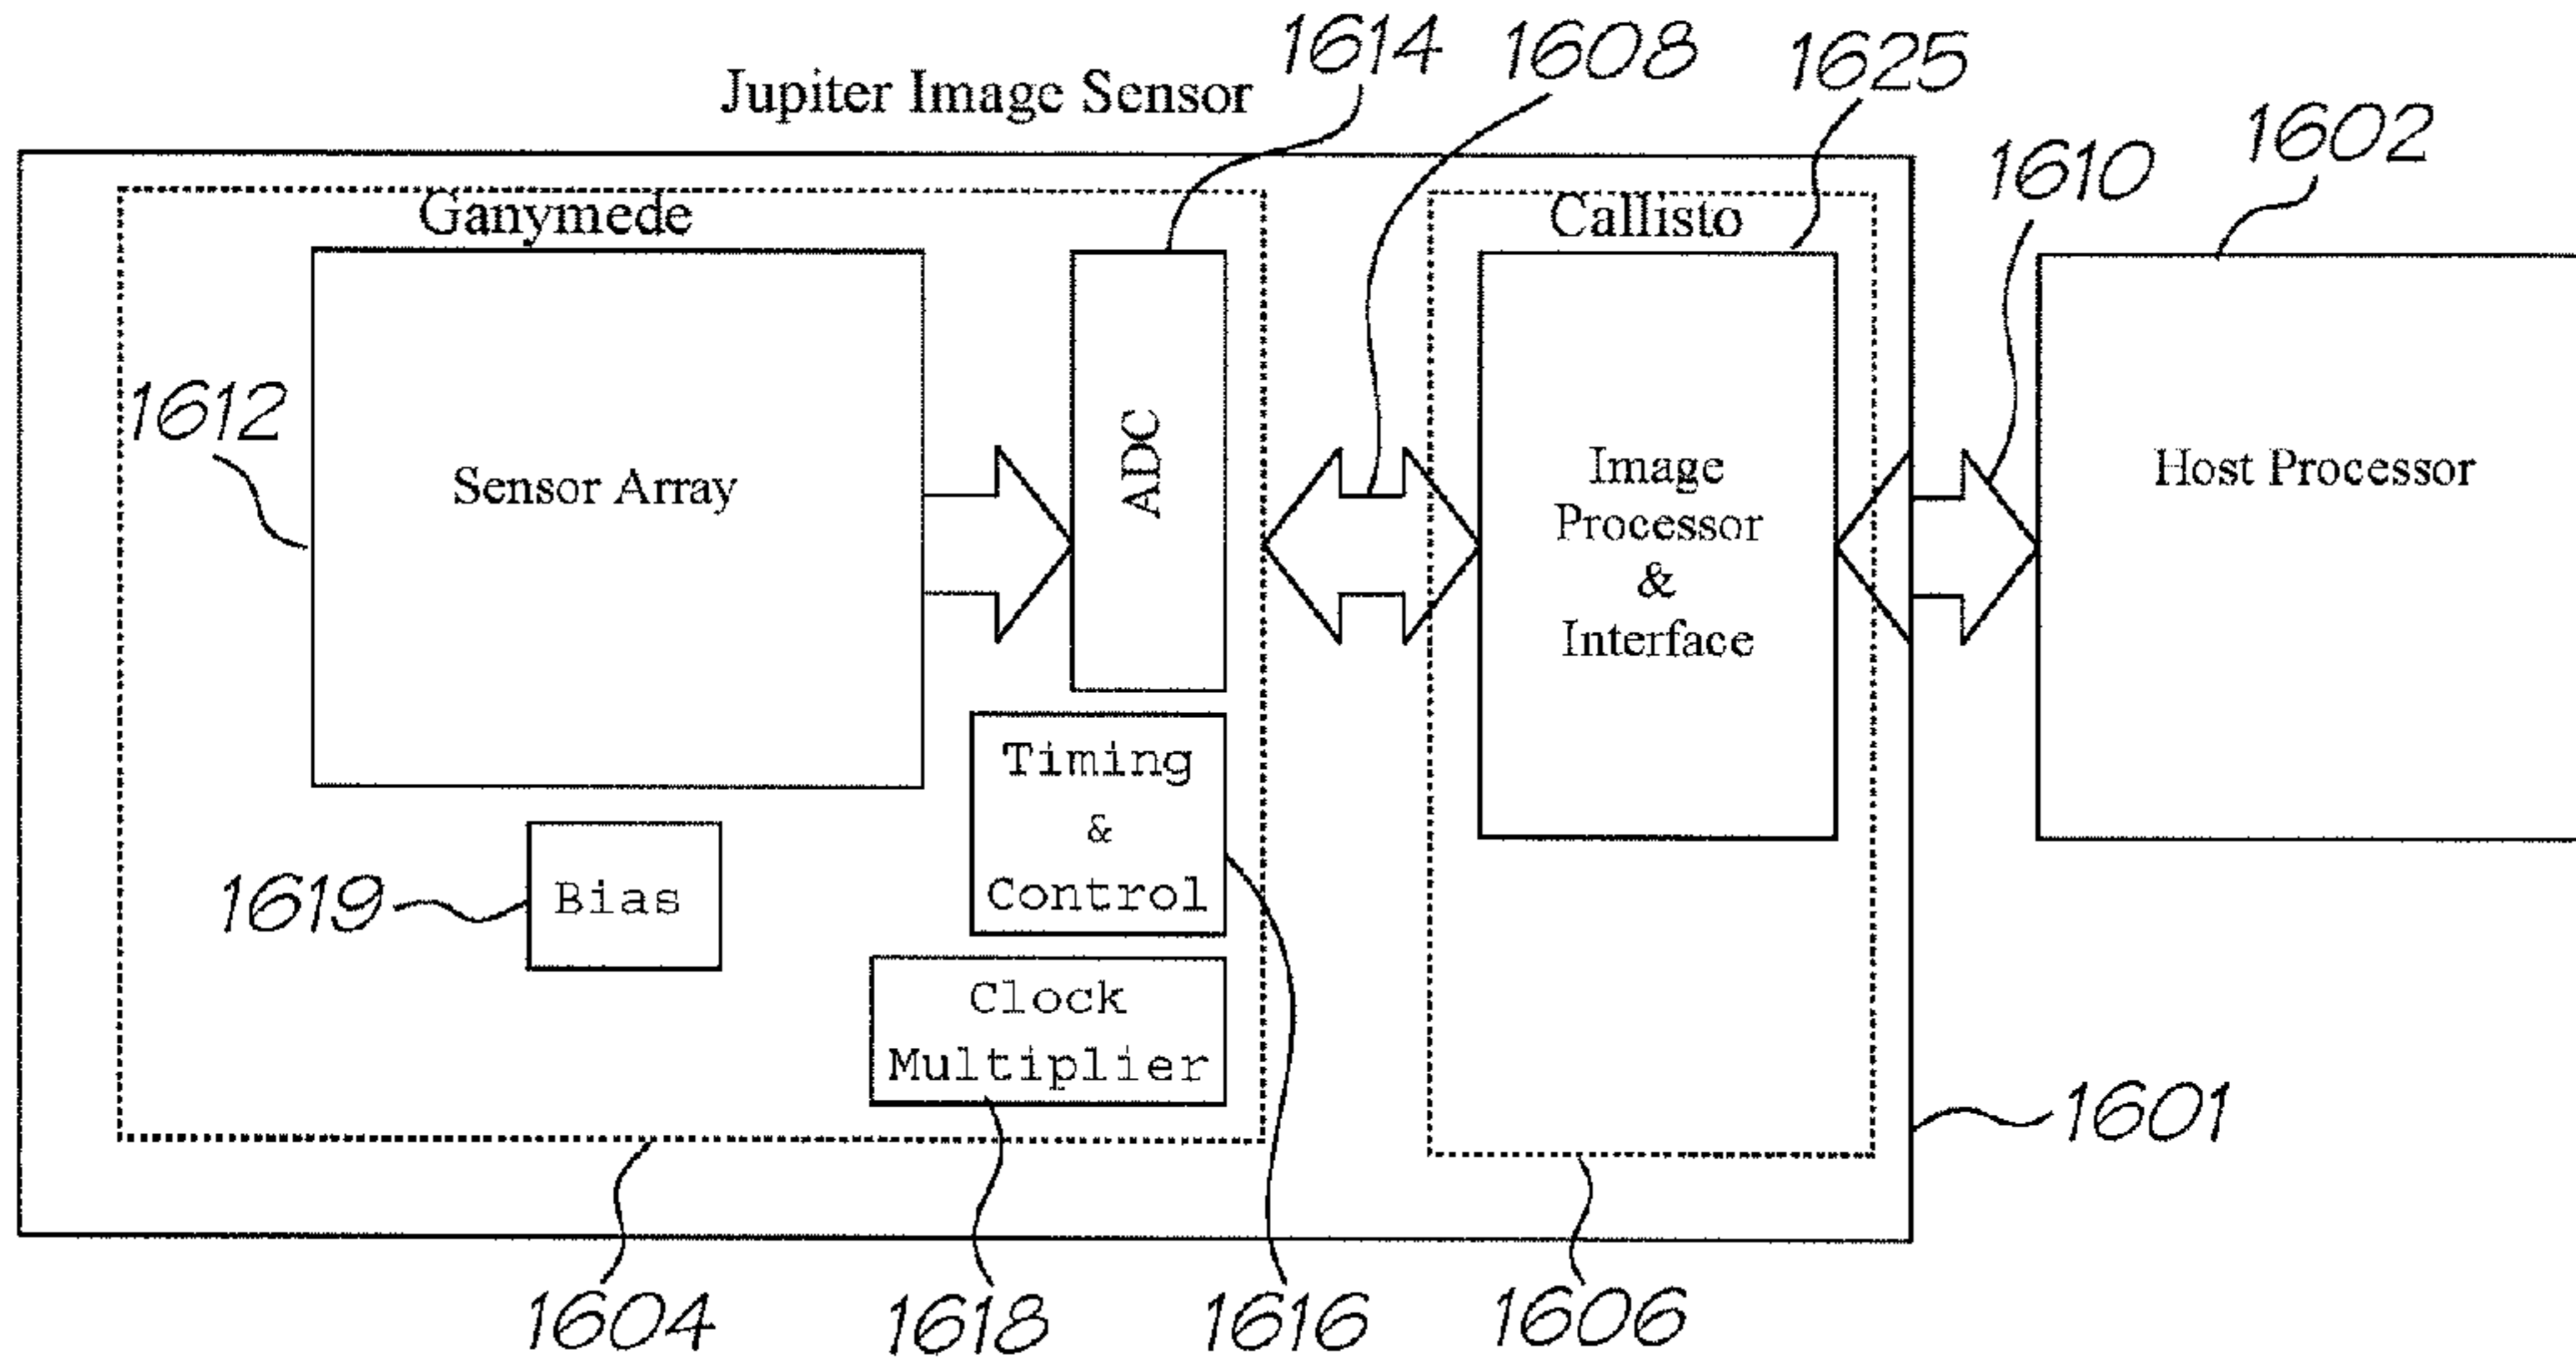 1614
1608
1625
1602
1610
Jupiter Image Sensor
Ganymede
Callisto
1612
Sensor Array
ADC
Image
Processor
&
Interface
Host Processor
Timing
&
Control
1619
Bias
Clock
Multiplier
1601
1604
1618
1616
1606